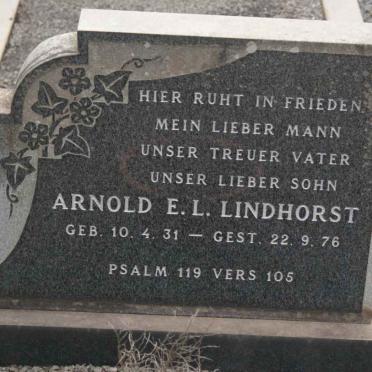 HIER RUHT IN FRIEDEN,
MEIN LIEBER MANN
UNSER TREUER VATER
UNSER LIEBER SOHN
ARNOLD E. L. LINDHORST
GEB. 10. 4. 31 — GEST. 22. 9. 76
PSALM 119 VERS 105